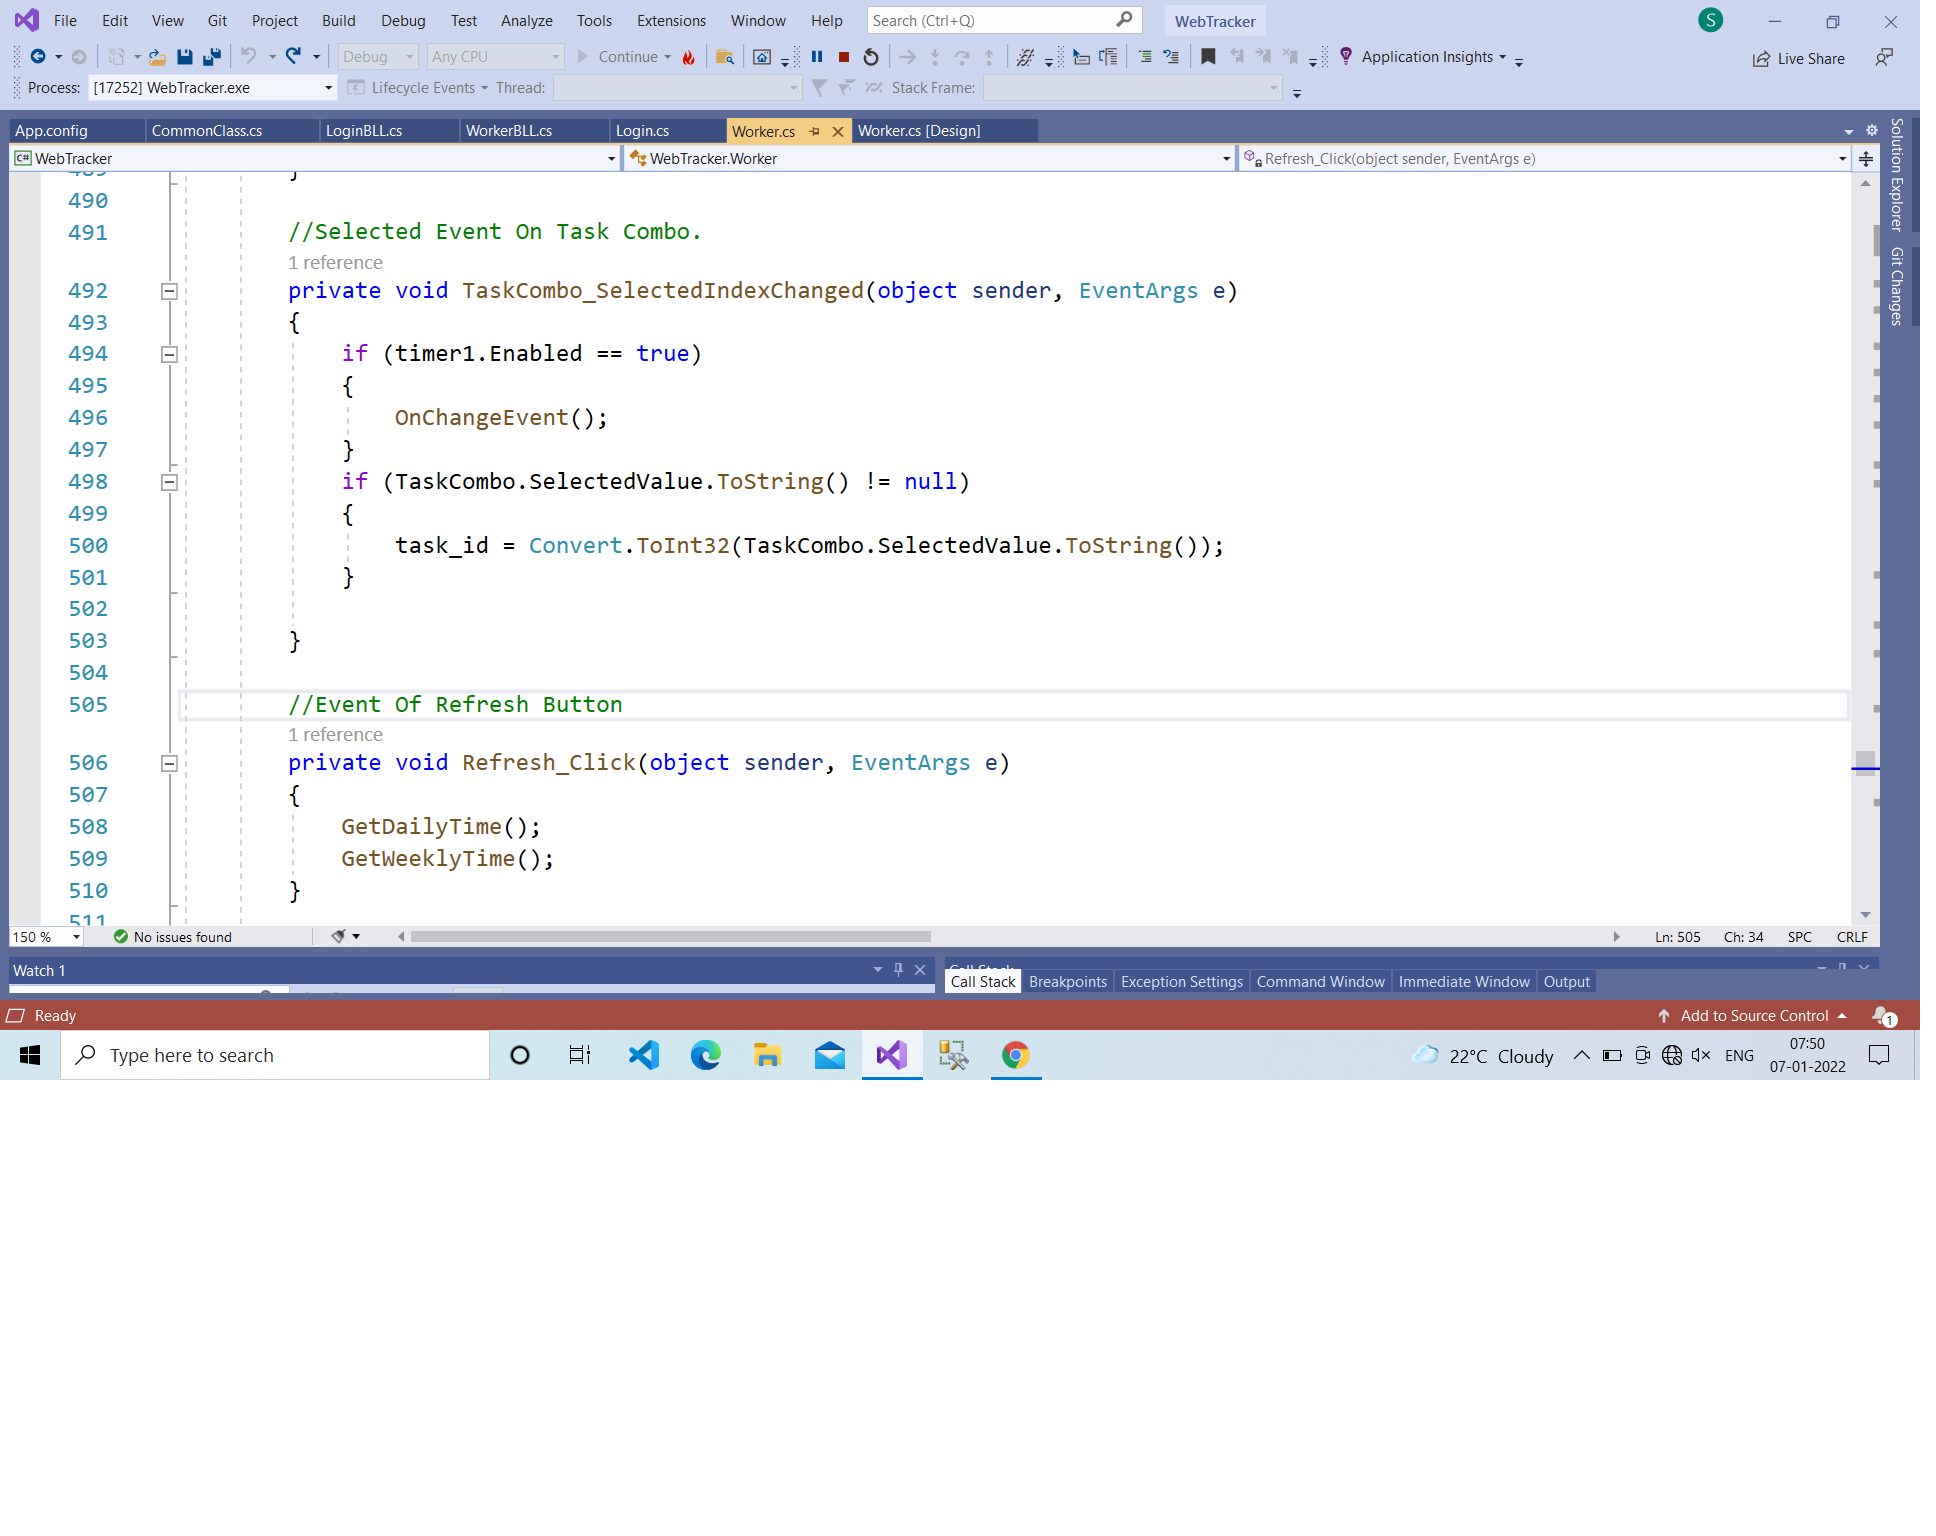 File Edit View Git Project Build Debug Test Analyze Tools Extensions Window Help Search (Ctrl+Q) WebTracker S
Debug Any CPU Continue Application Insights Live Share
Process: [17252] WebTracker.exe Lifecycle Events Thread: Stack Frame:
App.config CommonClass.cs LoginBLL.cs WorkerBLL.cs Login.cs Worker.cs Worker.cs [Design]
C# WebTracker WebTracker.Worker Refresh_Click(object sender, EventArgs e)
Solution Explorer
Git Changes
489 }
490
491 //Selected Event On Task Combo.
1 reference
492 private void TaskCombo_SelectedIndexChanged(object sender, EventArgs e)
493 {
494 if (timer1.Enabled == true)
495 {
496 OnChangeEvent();
497 }
498 if (TaskCombo.SelectedValue.ToString() != null)
499 {
500 task_id = Convert.ToInt32(TaskCombo.SelectedValue.ToString());
501 }
502
503 }
504
505 //Event Of Refresh Button
1 reference
506 private void Refresh_Click(object sender, EventArgs e)
507 {
508 GetDailyTime();
509 GetWeeklyTime();
510 }
511
150 % No issues found Ln: 505 Ch: 34 SPC CRLF
Watch 1 Call Stack
Call Stack Breakpoints Exception Settings Command Window Immediate Window Output
Ready Add to Source Control 1
Type here to search 22°C Cloudy ENG 07:50
07-01-2022